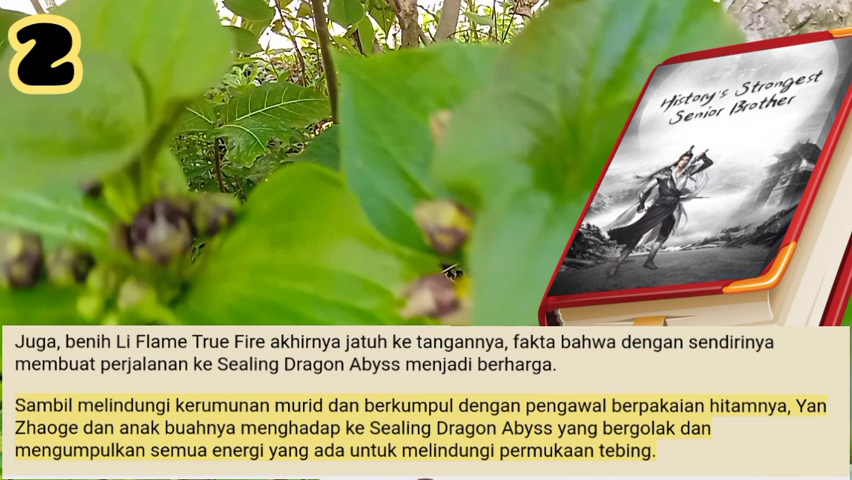 2
History's Strongest
Senior Brother
Juga, benih Li Flame True Fire akhirnya jatuh ke tangannya, fakta bahwa dengan sendirinya
membuat perjalanan ke Sealing Dragon Abyss menjadi berharga.
Sambil melindungi kerumunan murid dan berkumpul dengan pengawal berpakaian hitamnya, Yan
Zhaoge dan anak buahnya menghadap ke Sealing Dragon Abyss yang bergolak dan
mengumpulkan semua energi yang ada untuk melindungi permukaan tebing.